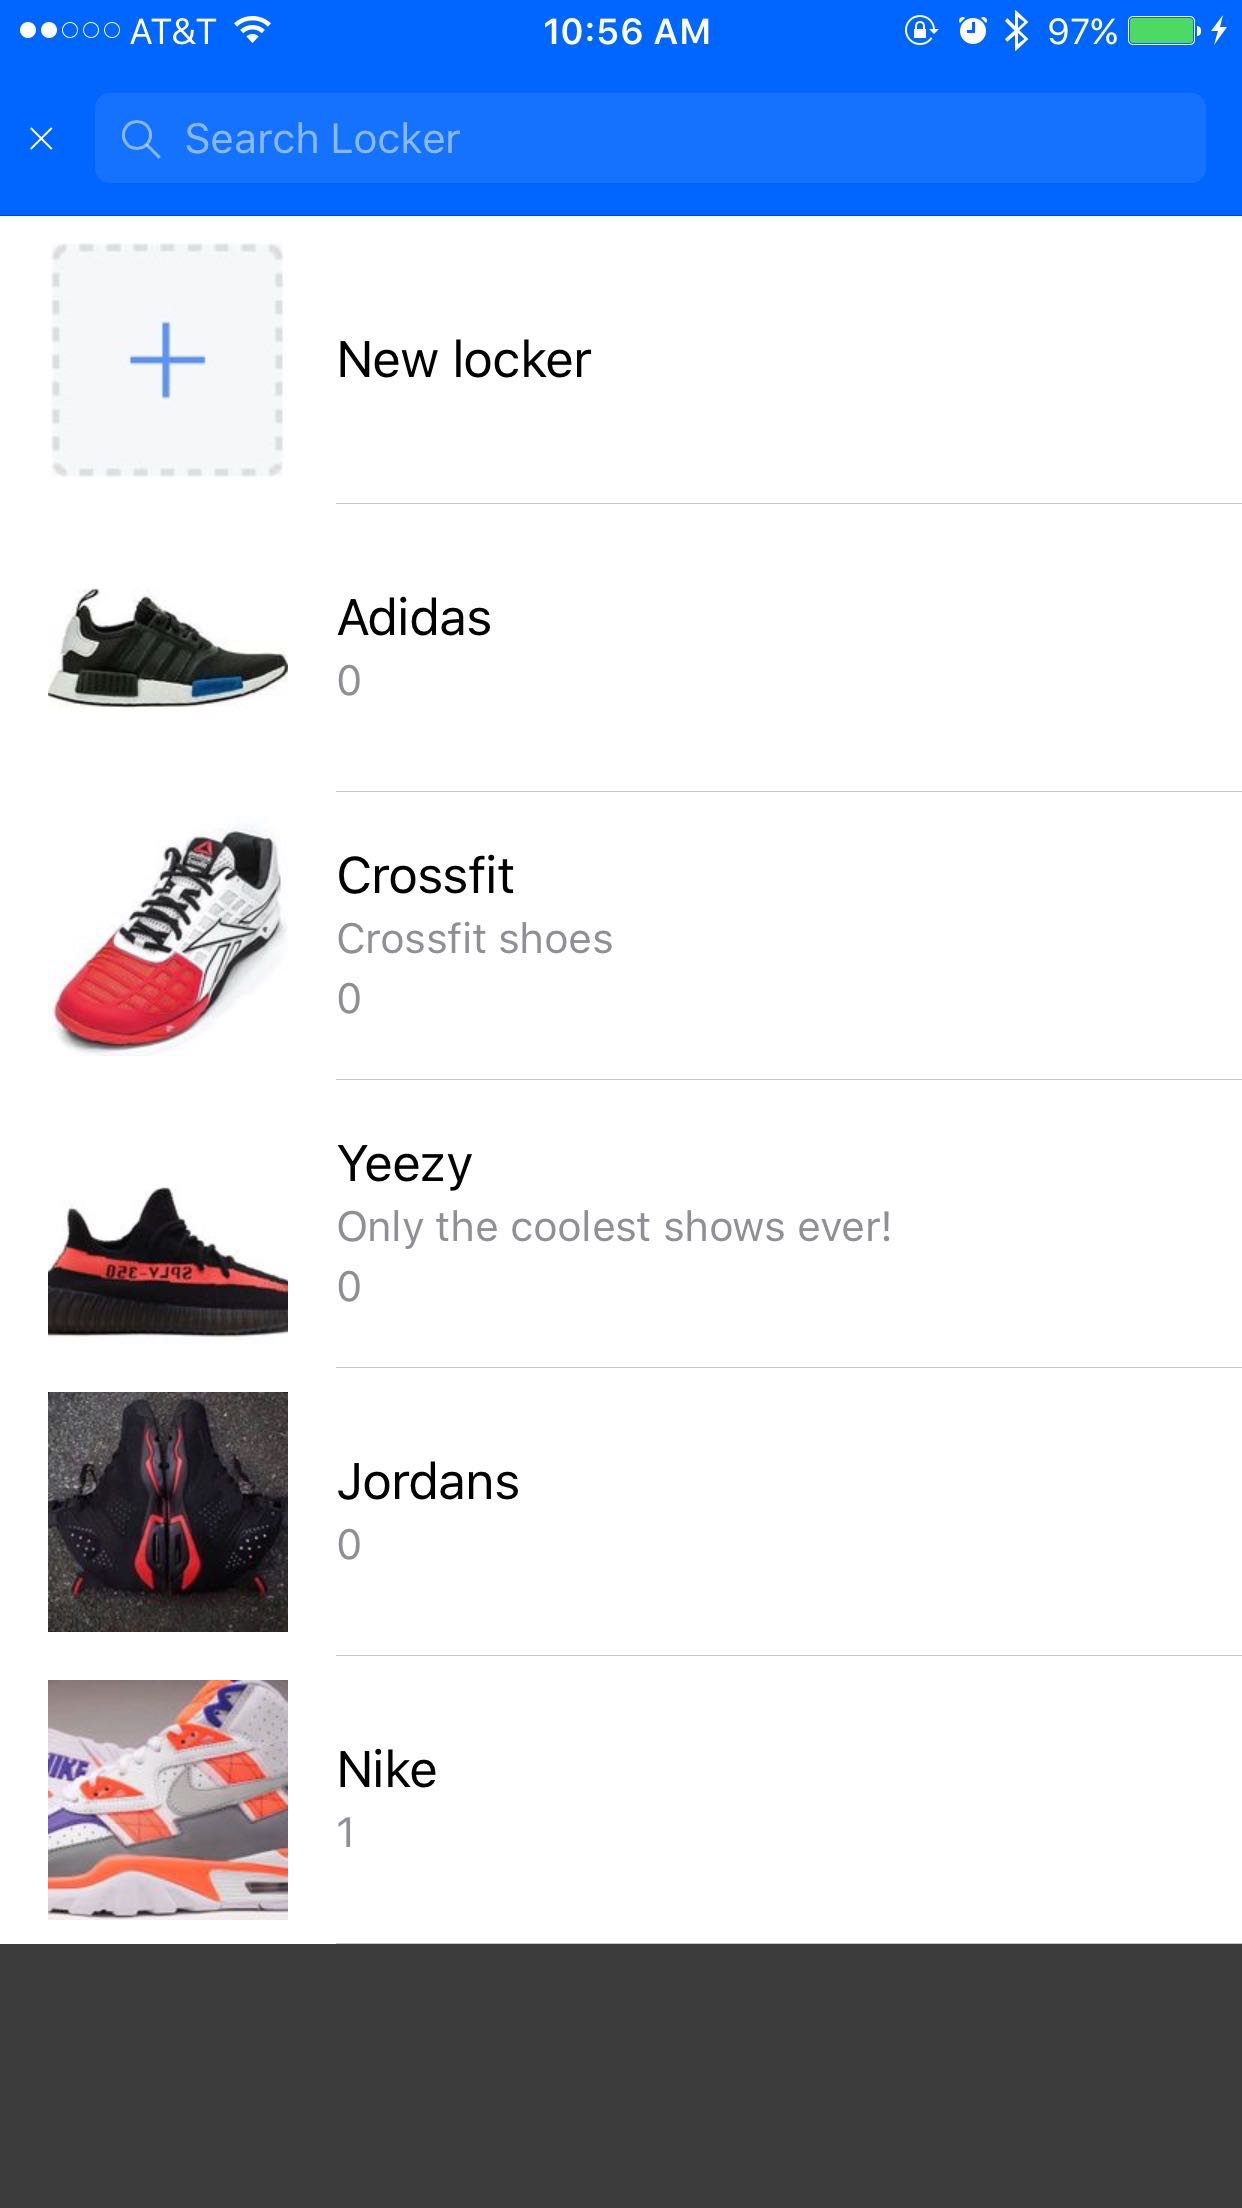 AT&T 10:56 AM 97%
Search Locker
New locker
Adidas
0
Crossfit
Crossfit shoes
0
SPLY-350
Yeezy
Only the coolest shows ever!
0
Jordans
0
NIKE
Nike
1